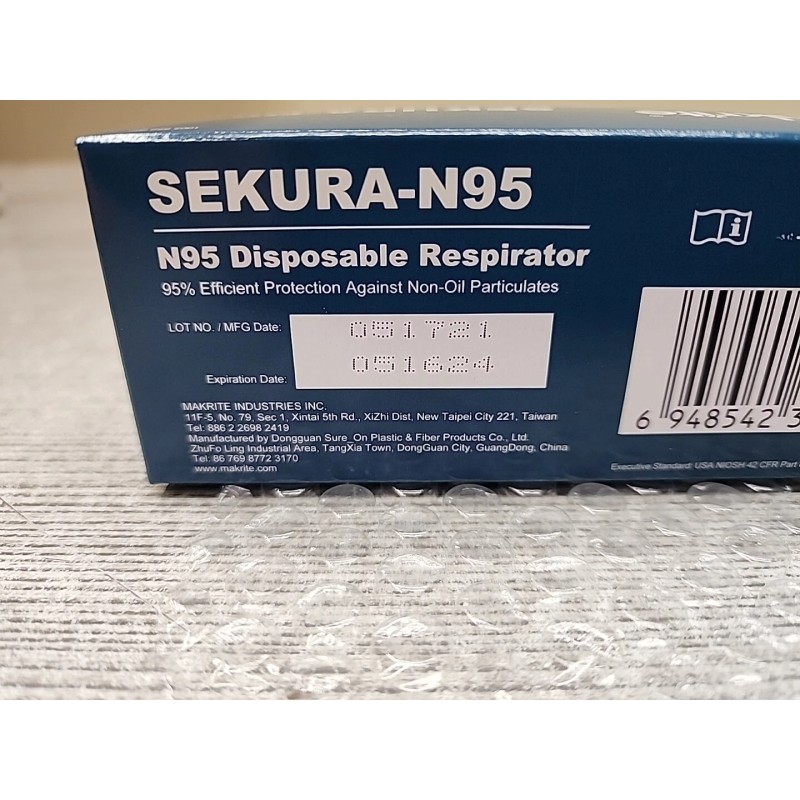 SEKURA-N95
N95 Disposable Respirator
95% Efficient Protection Against Non-Oil Particulates
LOT NO. / MFG Date: 051721
Expiration Date: 051624
MAKRITE INDUSTRIES INC.
11F-5, No. 79, Sec 1, Xintai 5th Rd., XiZhi Dist, New Taipei City 221, Taiwan
Tel: 886 2 2698 2419
Manufactured by Dongguan Sure_On Plastic & Fiber Products Co., Ltd.
ZhuFo Ling Industrial Area, TangXia Town, DongGuan City, GuangDong, China
Tel: 86 769 8772 3170
www.makrite.com
6 948542 3
Executive Standard: USA NIOSH-42 CFR Part